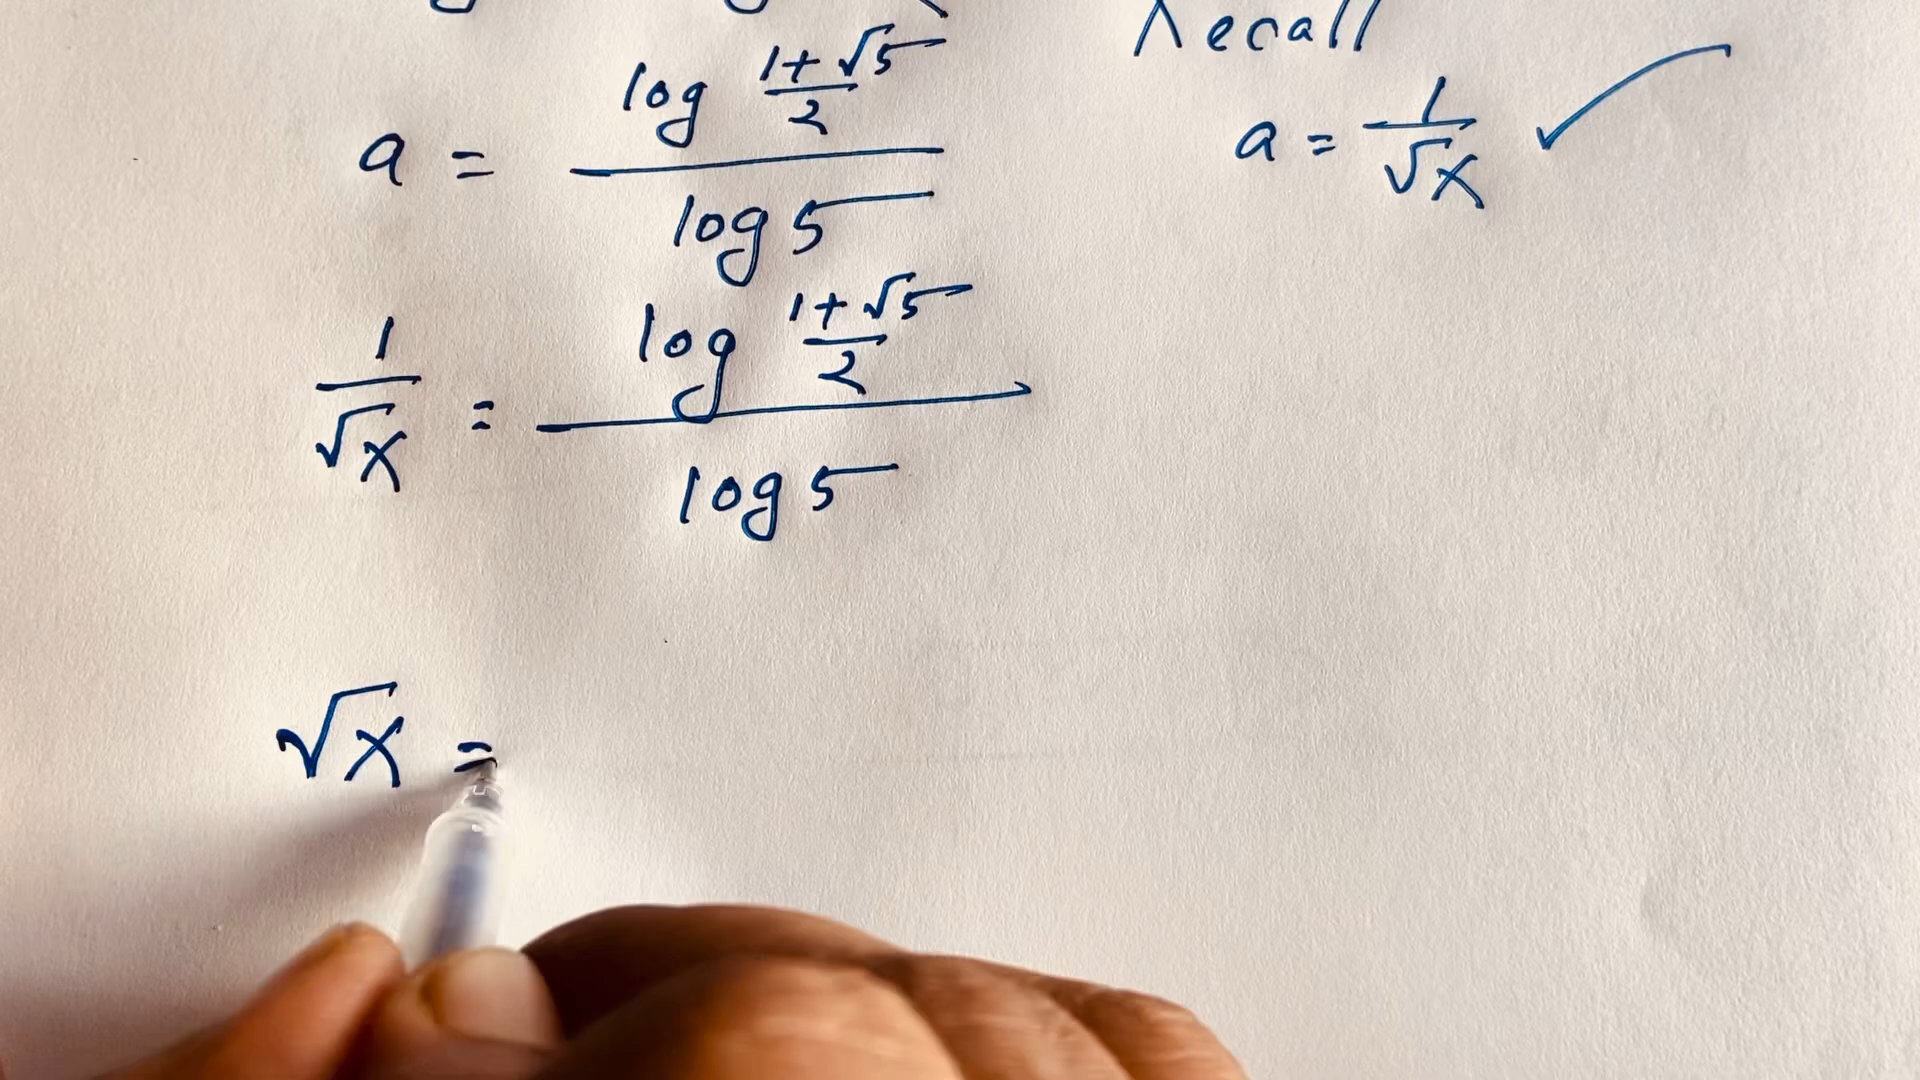 Recall
a = log (1+√5)/2 / log 5
a = 1/√x ✓
1/√x = log (1+√5)/2 / log 5
√x =